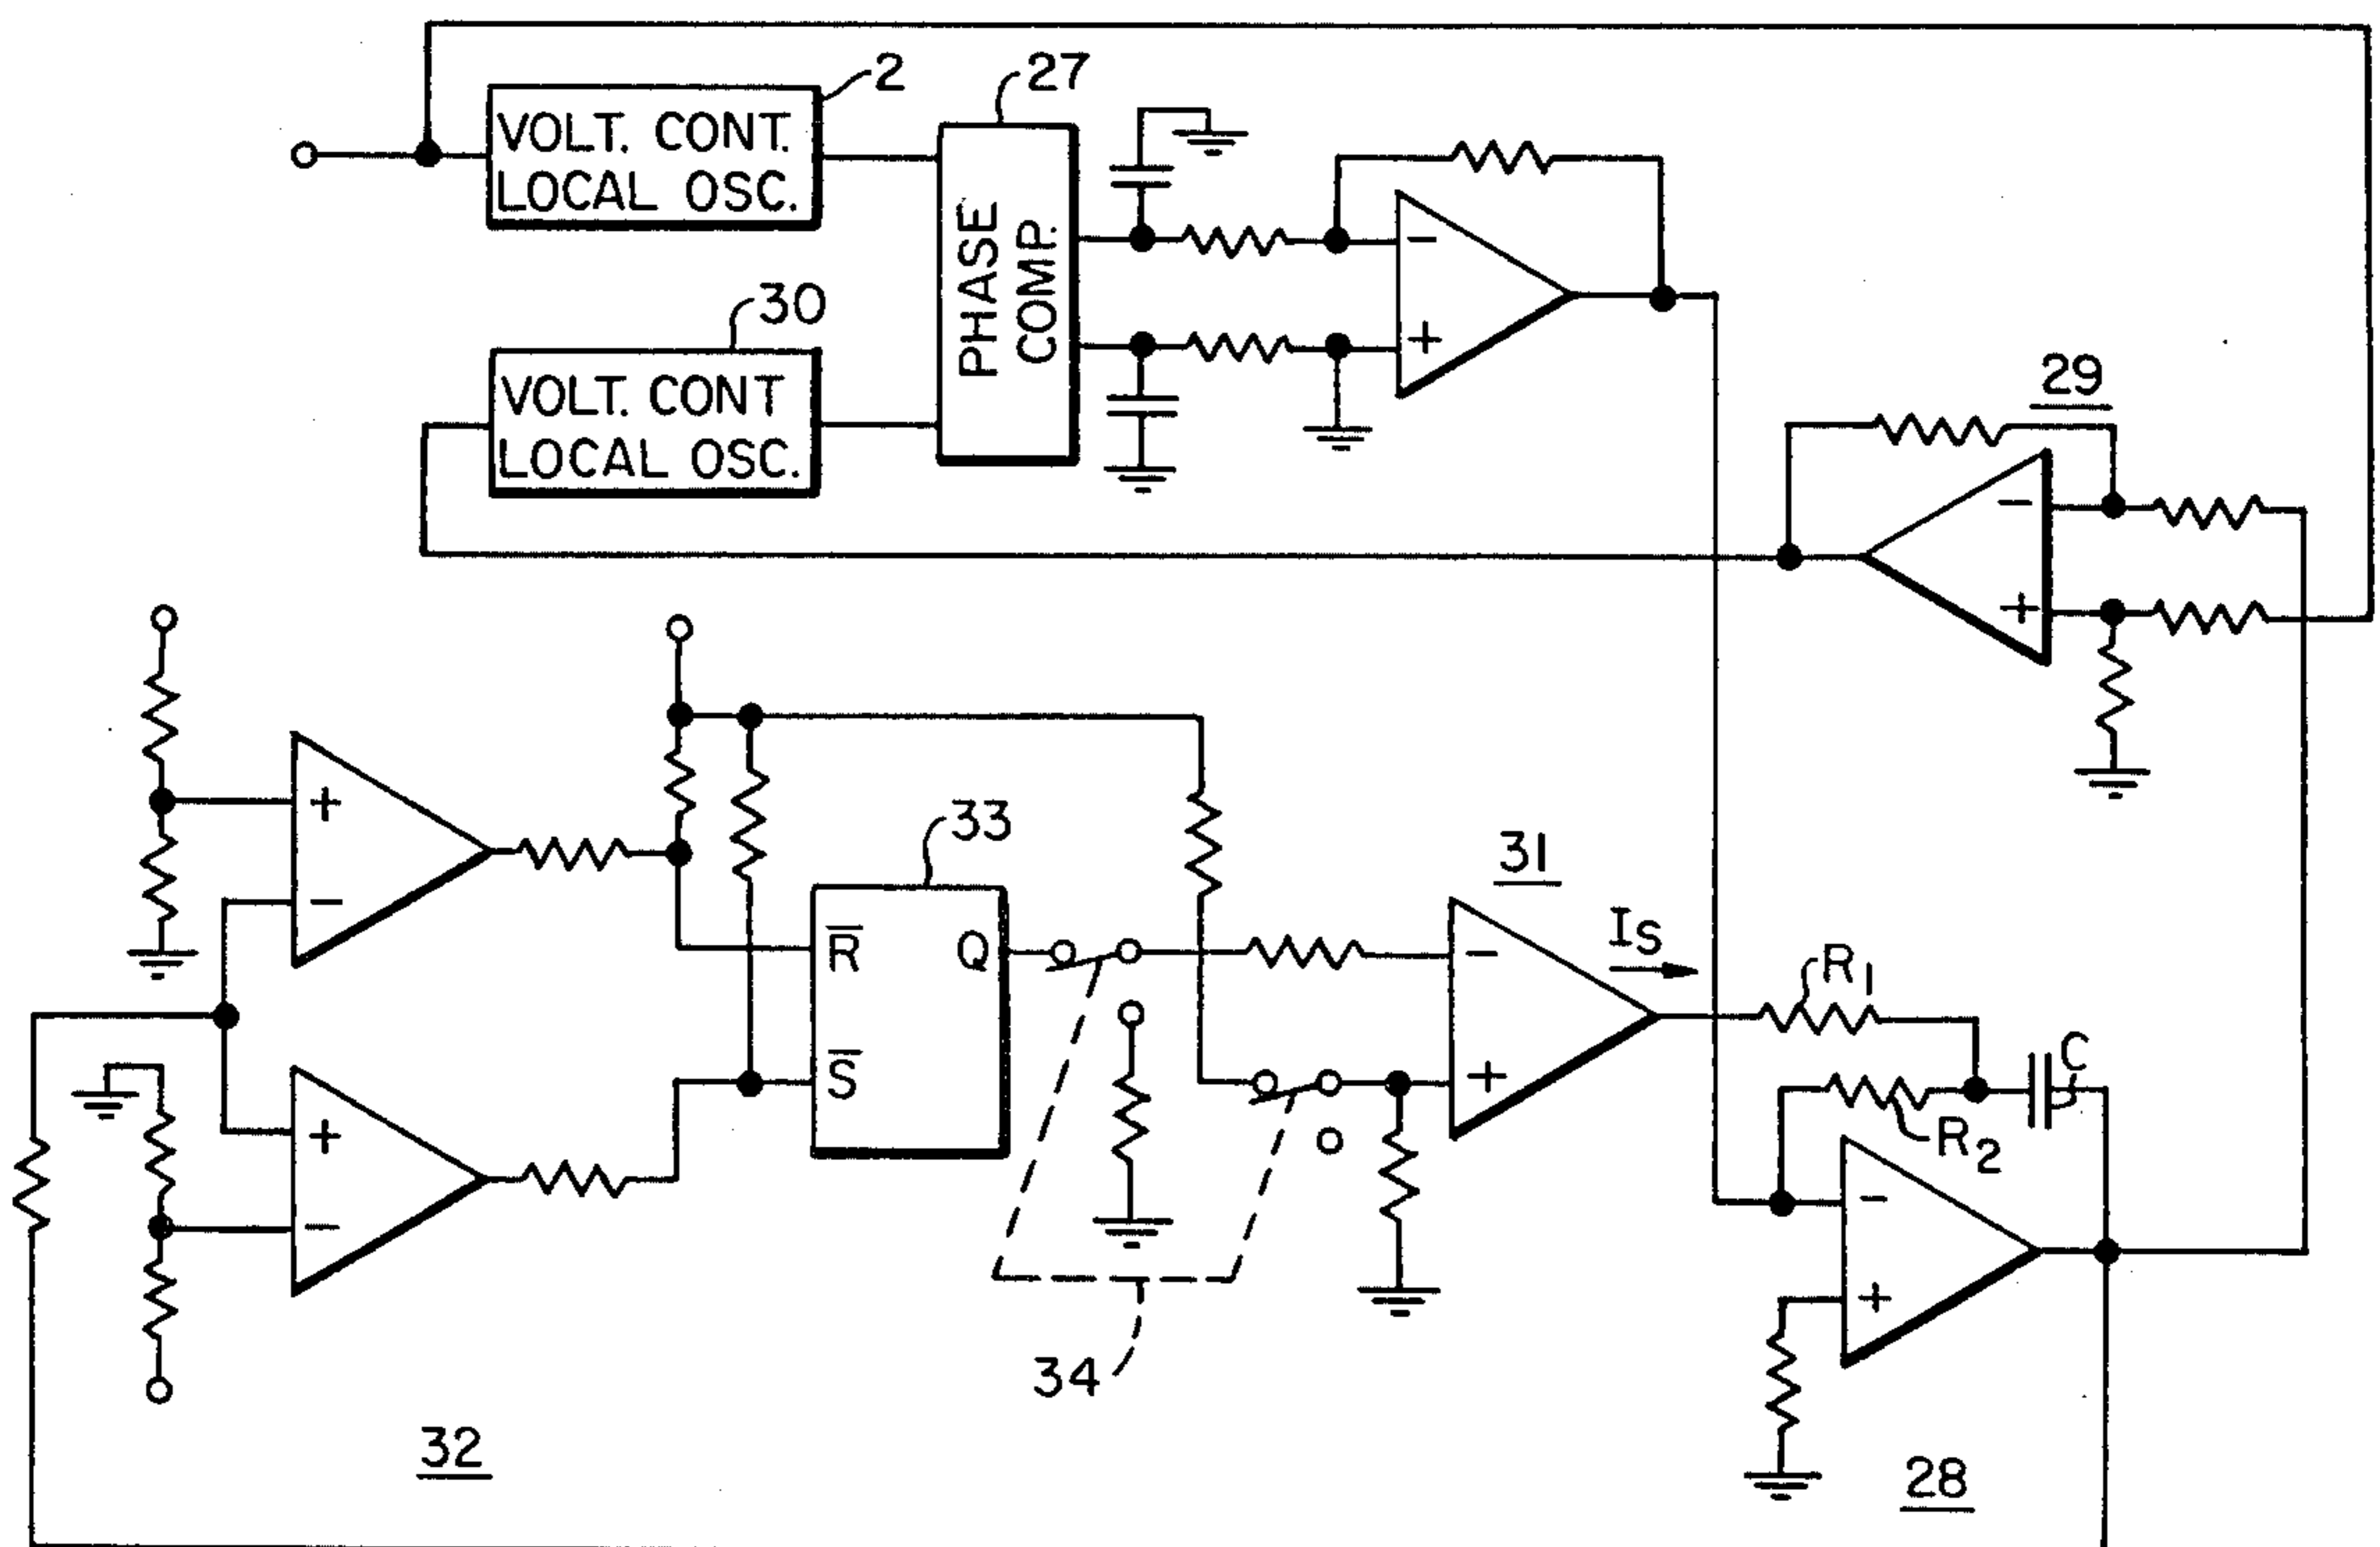 2
VOLT. CONT.
LOCAL OSC.
27
PHASE
COMP.
30
VOLT. CONT
LOCAL OSC.
-
+
29
-
+
+
-
33
R̅
Q
S̅
31
-
+
IS
R1
C
R2
+
-
34
-
+
32
28